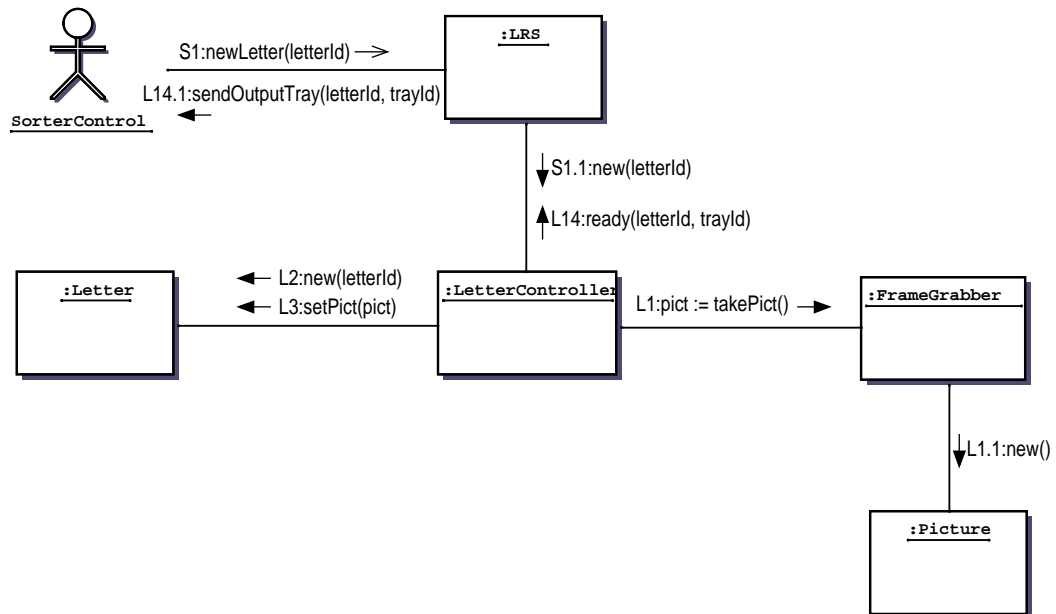 :LRS
S1:newLetter(letterId)
L14.1:sendOutputTray(letterId, trayId)
SorterControl
S1.1:new(letterId)
L14:ready(letterId, trayId)
:Letter
L2:new(letterId)
L3:setPict(pict)
:LetterController
L1:pict := takePict()
:FrameGrabber
L1.1:new()
:Picture